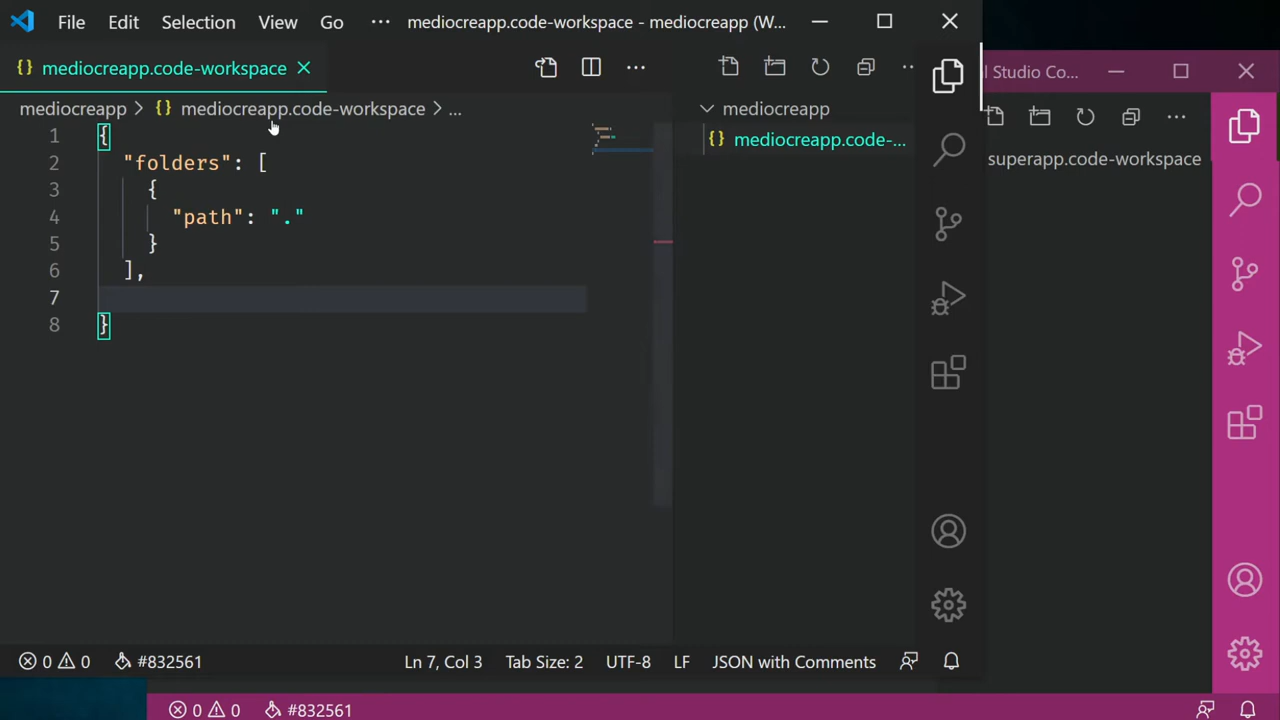 File Edit Selection View Go ··· mediocreapp.code-workspace - mediocreapp (W...
l Studio Co...
{} mediocreapp.code-workspace
mediocreapp > {} mediocreapp.code-workspace > ...
mediocreapp
{} mediocreapp.code-...
superapp.code-workspace
1 {
2 "folders": [
3 {
4 "path": "."
5 }
6 ],
7
8 }
0 0 #832561 Ln 7, Col 3 Tab Size: 2 UTF-8 LF JSON with Comments
0 0 #832561